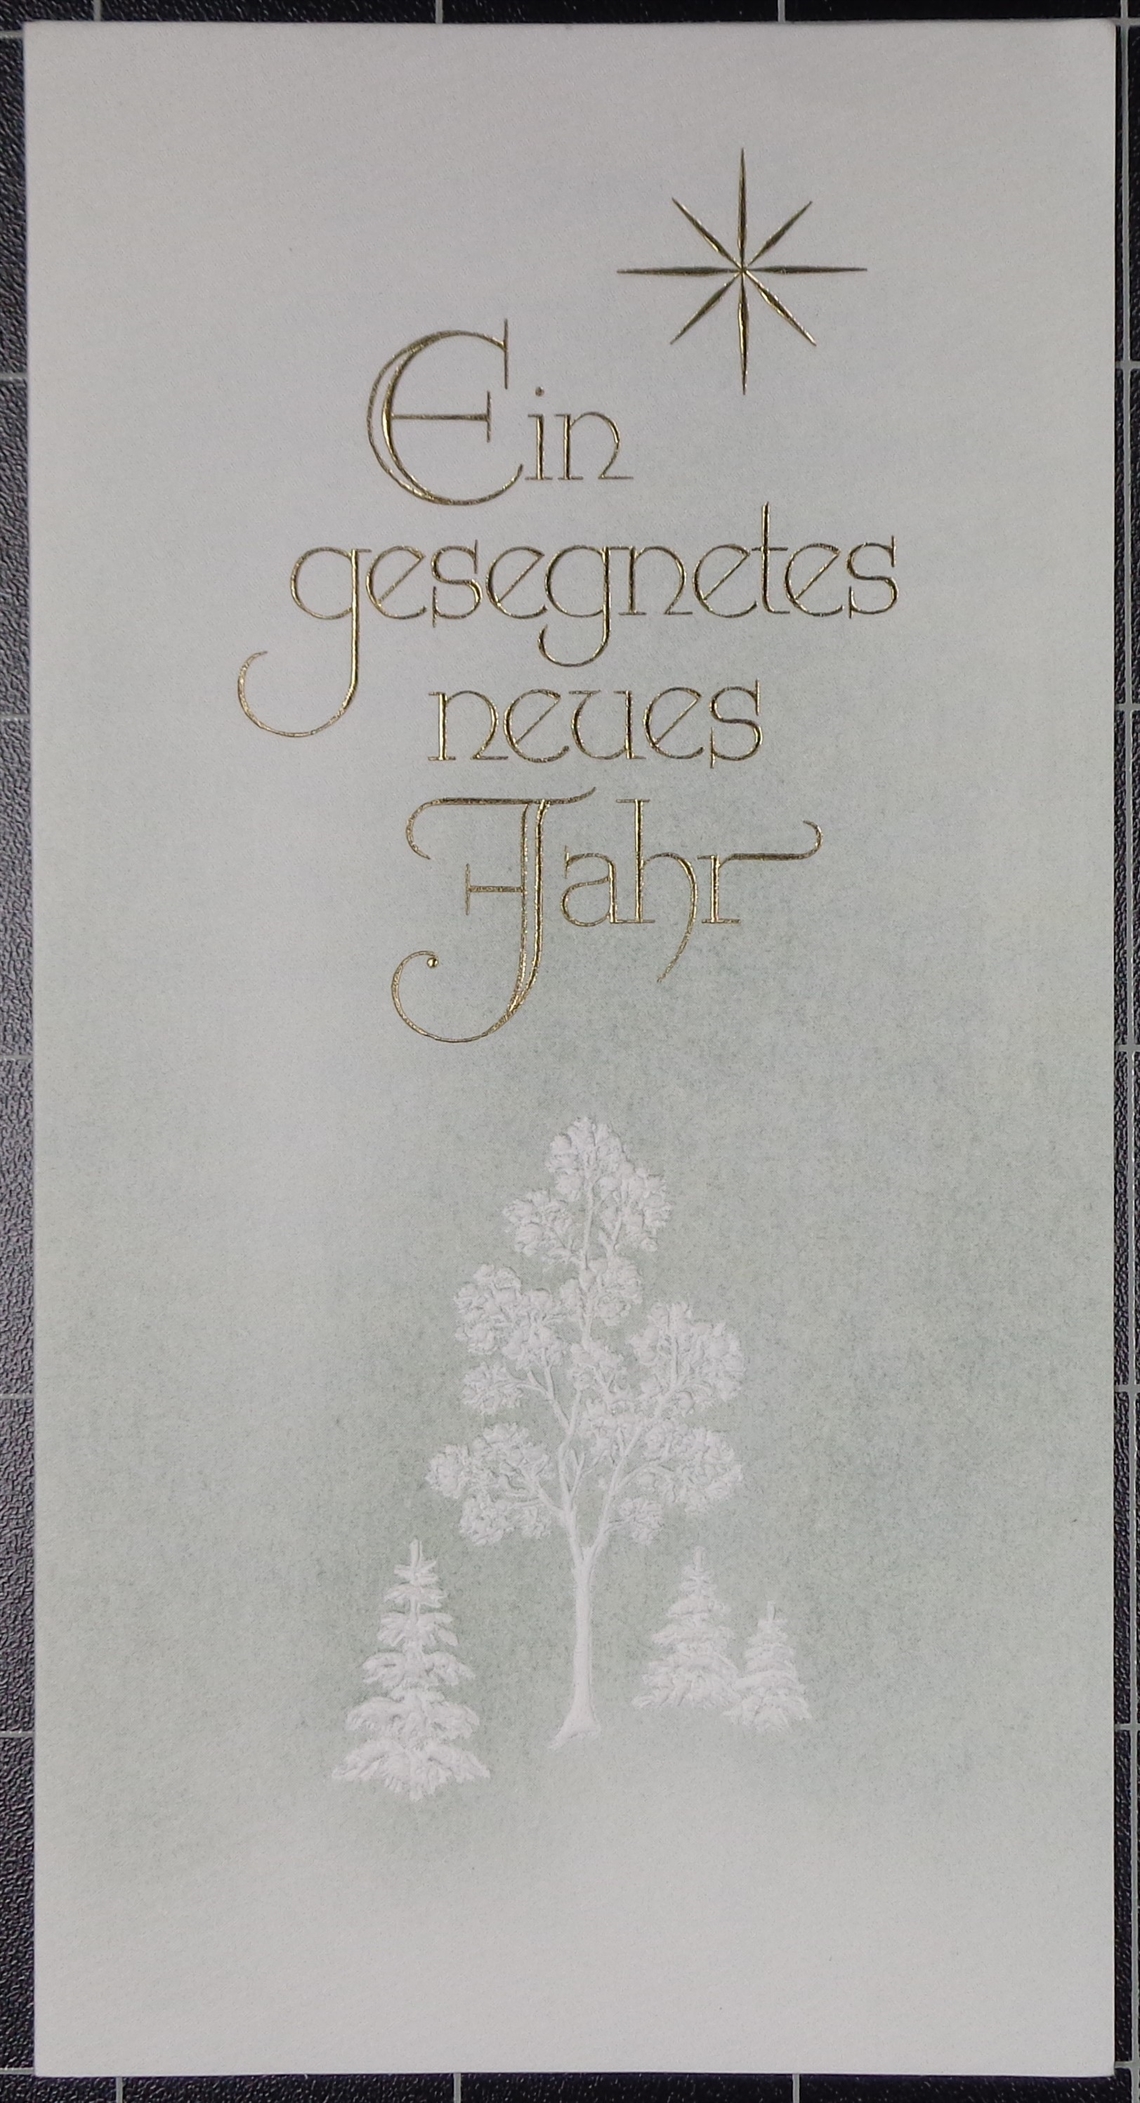 Ein
gesegnetes
neues
Jahr